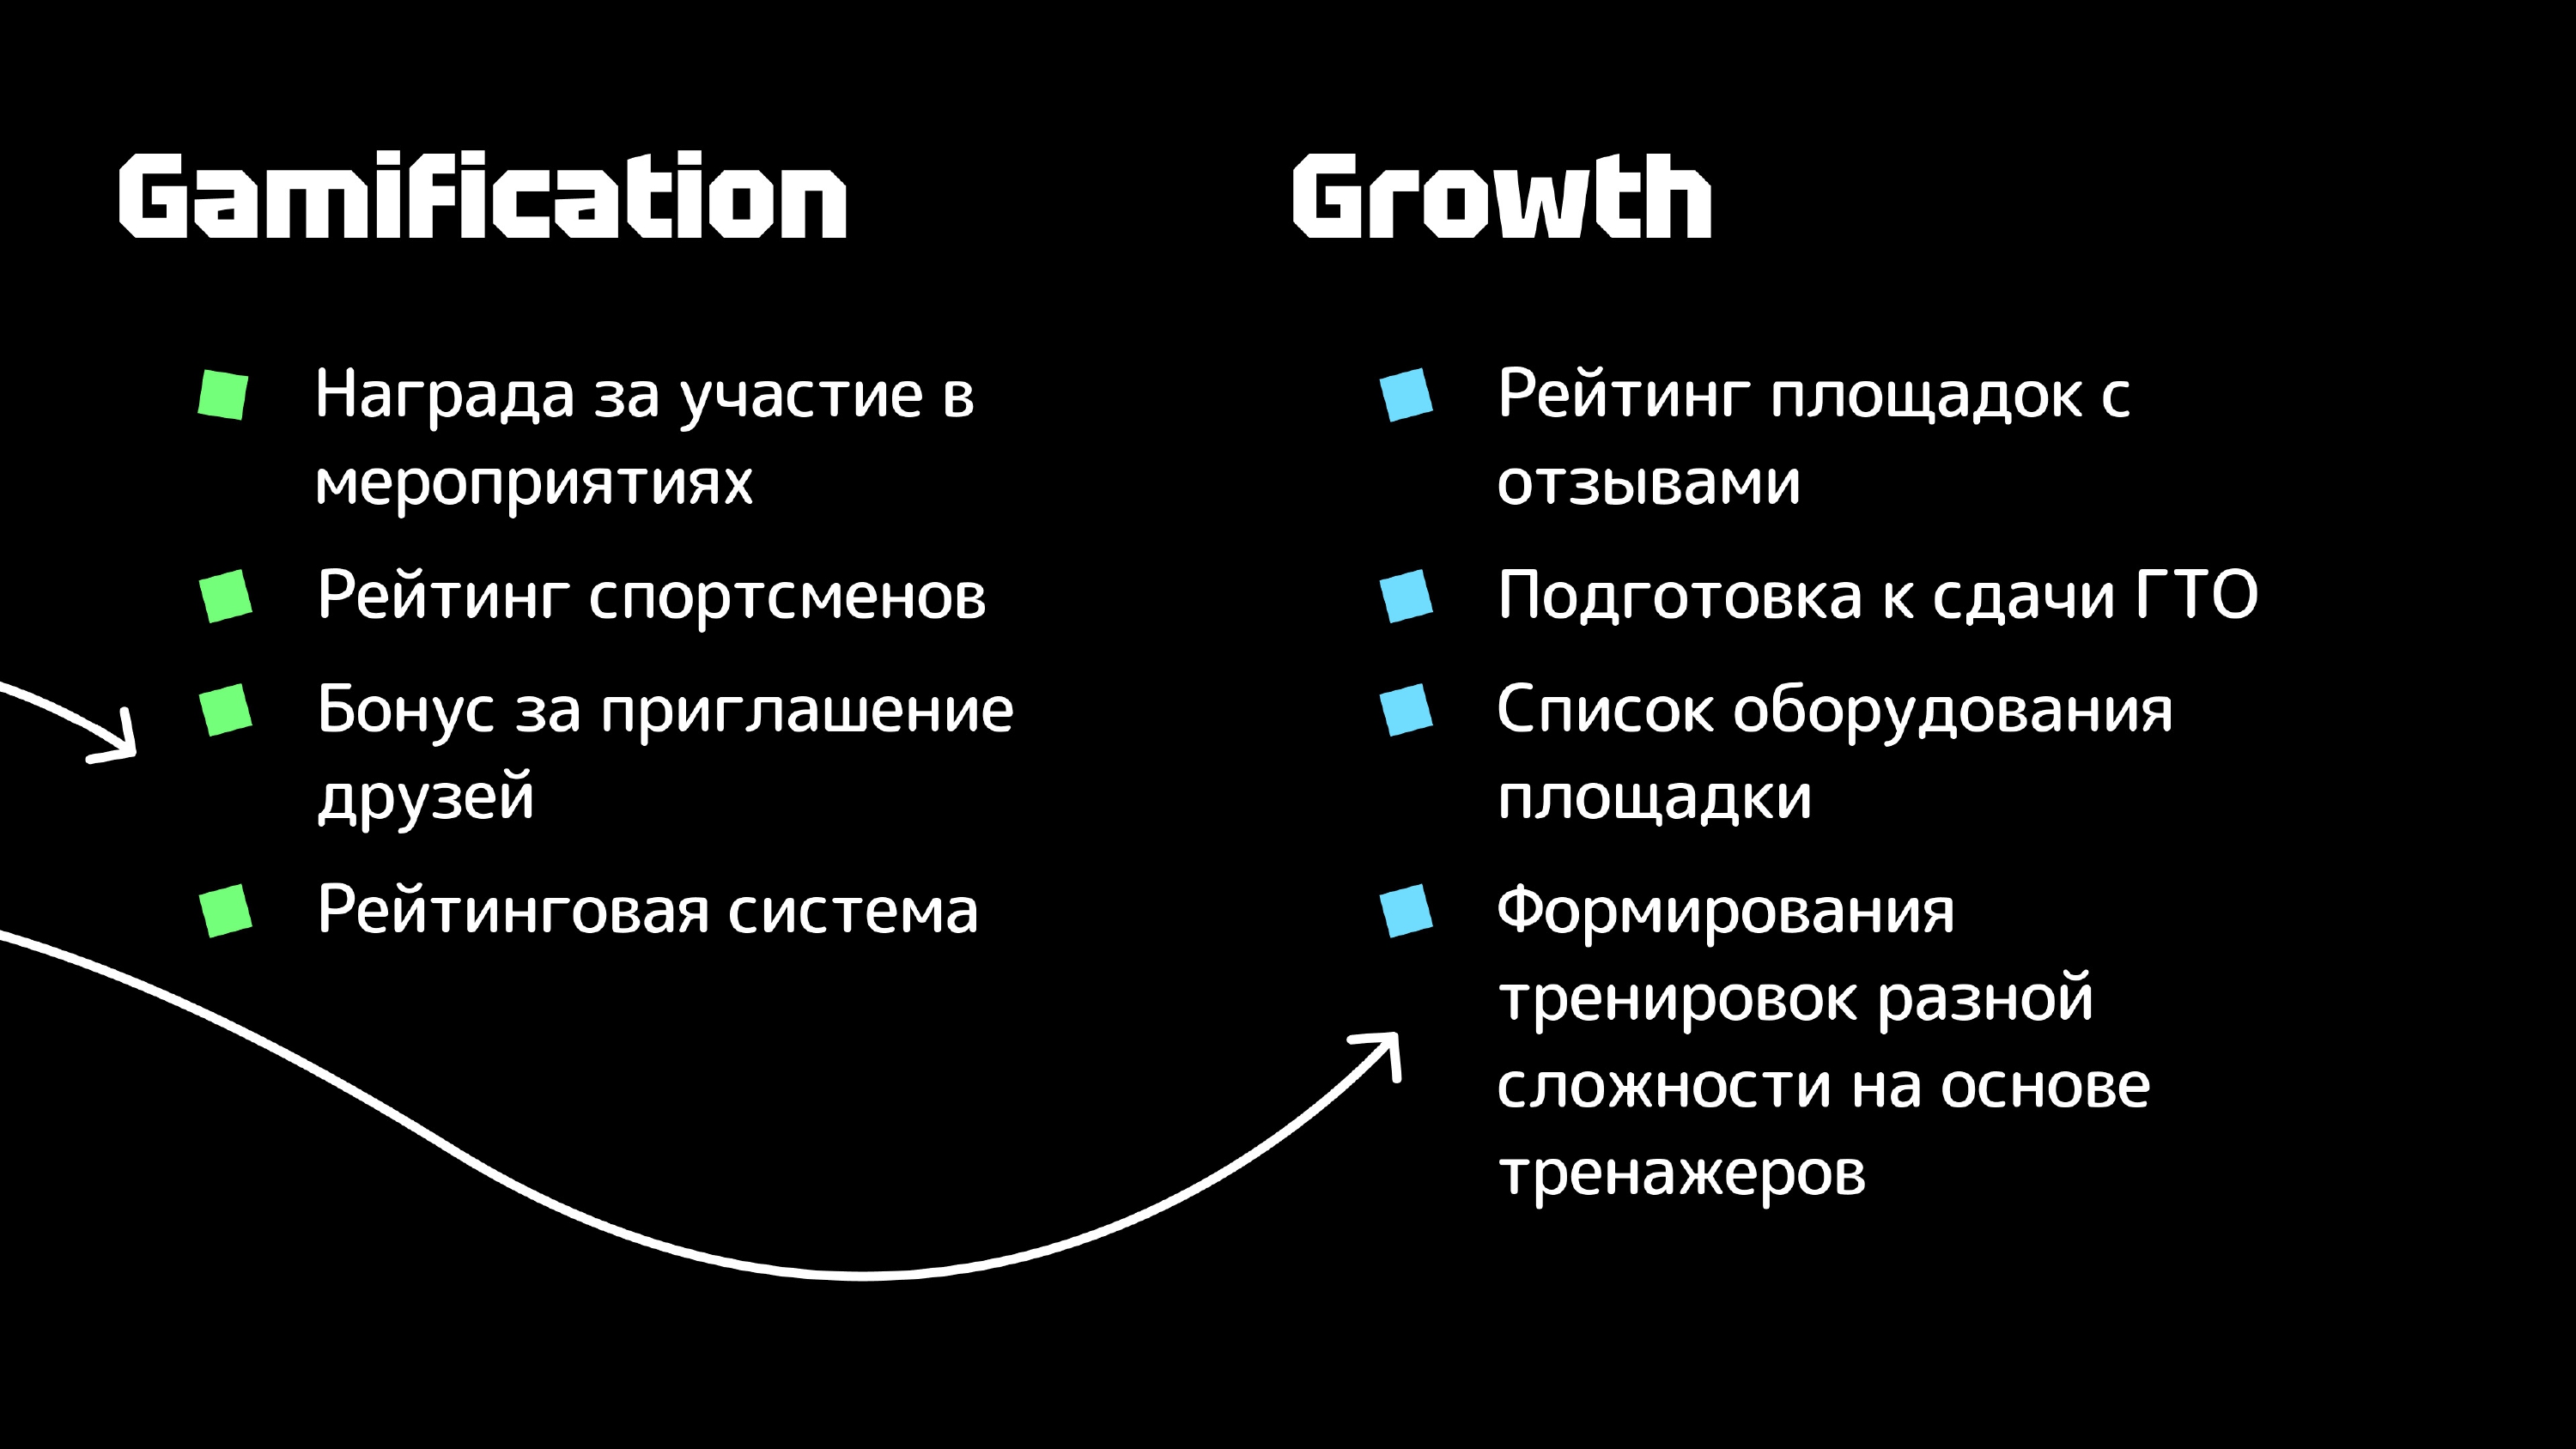 Gamification
Награда за участие в
мероприятиях
Рейтинг спортсменов
Бонус за приглашение
друзей
Рейтинговая система
Growth
Рейтинг площадок с
отзывами
Подготовка к сдачи ГТО
Список оборудования
площадки
Формирования
тренировок разной
сложности на основе
тренажеров